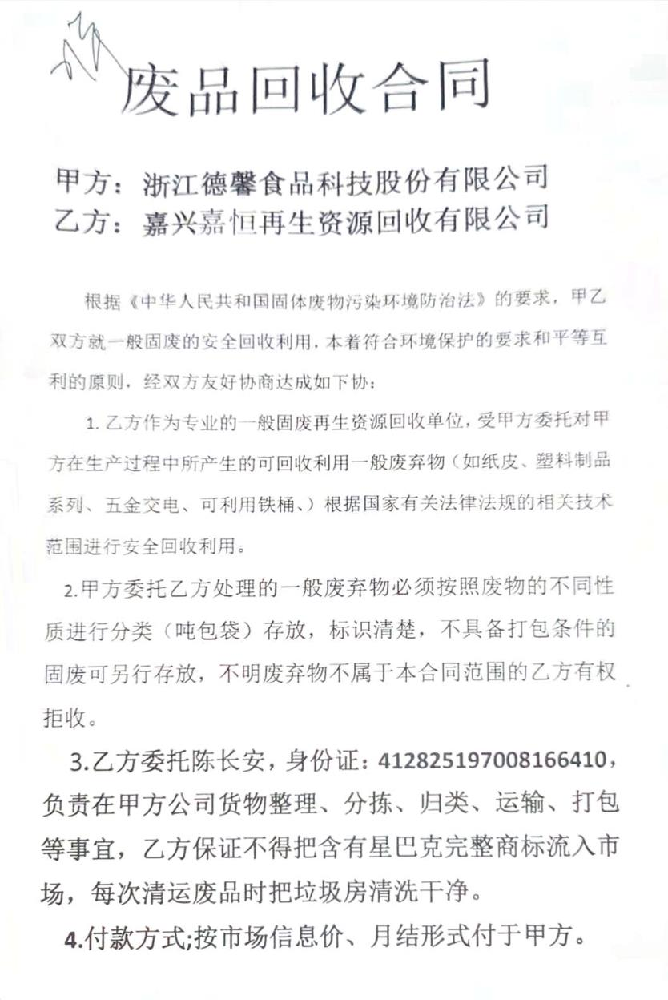 废品回收合同
甲方：浙江德馨食品科技股份有限公司
乙方：嘉兴嘉恒再生资源回收有限公司
根据《中华人民共和国固体废物污染环境防治法》的要求，甲乙
双方就一般固废的安全回收利用，本着符合环境保护的要求和平等互
利的原则，经双方友好协商达成如下协：
1. 乙方作为专业的一般固废再生资源回收单位，受甲方委托对甲
方在生产过程中所产生的可回收利用一般废弃物（如纸皮、塑料制品
系列、五金交电、可利用铁桶、）根据国家有关法律法规的相关技术
范围进行安全回收利用。
2.甲方委托乙方处理的一般废弃物必须按照废物的不同性
质进行分类（吨包袋）存放，标识清楚，不具备打包条件的
固废可另行存放，不明废弃物不属于本合同范围的乙方有权
拒收。
3.乙方委托陈长安，身份证：412825197008166410，
负责在甲方公司货物整理、分拣、归类、运输、打包
等事宜，乙方保证不得把含有星巴克完整商标流入市
场，每次清运废品时把垃圾房清洗干净。
4.付款方式;按市场信息价、月结形式付于甲方。